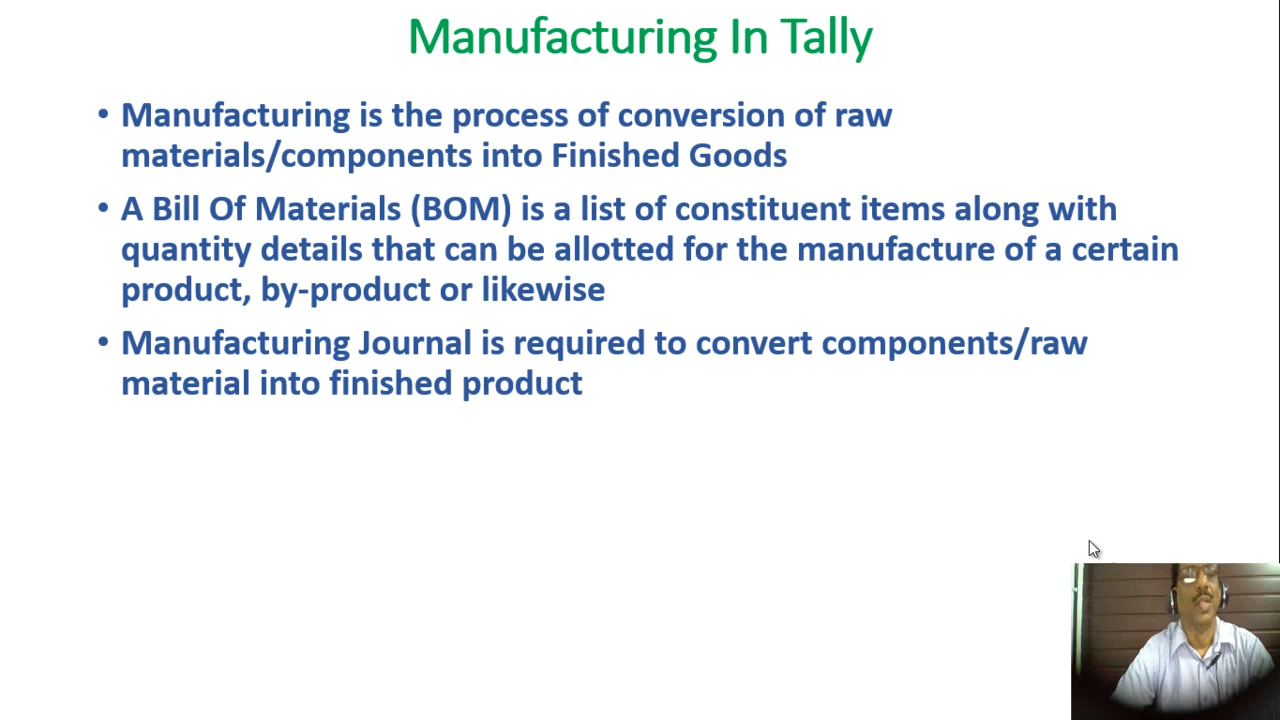 Manufacturing In Tally
• Manufacturing is the process of conversion of raw
materials/components into Finished Goods
• A Bill Of Materials (BOM) is a list of constituent items along with
quantity details that can be allotted for the manufacture of a certain
product, by-product or likewise
• Manufacturing Journal is required to convert components/raw
material into finished product